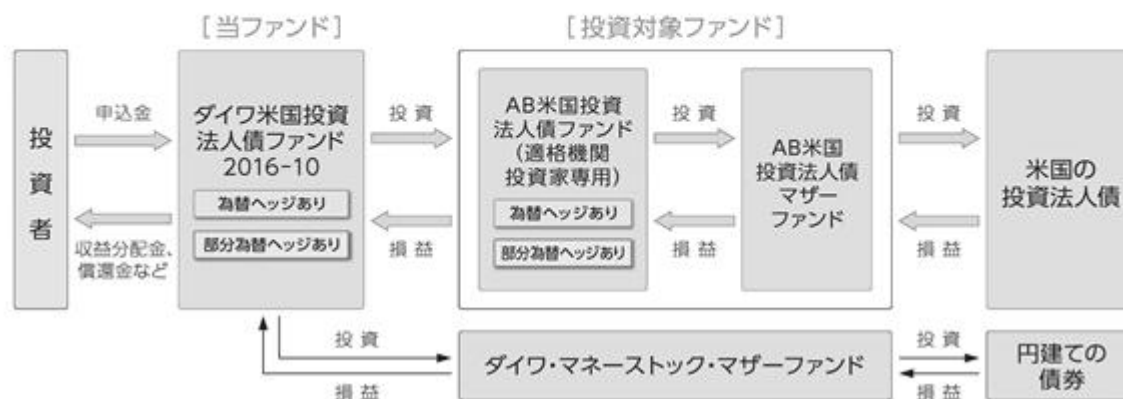 [当ファンド]
[投資対象ファンド]
投資者
申込金
収益分配金、
償還金など
ダイワ米国投資
法人債ファンド
2016-10
為替ヘッジあり
部分為替ヘッジあり
投資
損益
AB米国投資
法人債ファンド
(適格機関
投資家専用)
為替ヘッジあり
部分為替ヘッジあり
投資
損益
AB米国
投資法人債
マザー
ファンド
投資
損益
米国の
投資法人債
投資
損益
ダイワ・マネーストック・マザーファンド
投資
損益
円建ての
債券